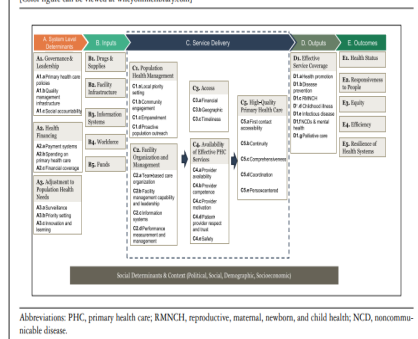 A. System Level
Determinants
B. Inputs
C. Service Delivery
D. Outputs
E. Outcomes
A1. Governance &
Leadership
A1.a Primary health care
policies
A1.b Quality
management
infrastructure
A1.c Social accountability
A2. Health
Financing
A2.a Payment systems
A2.b Spending on
primary health care
A2.c Financial coverage
A3. Adjustment to
Population Health
Needs
A3.a Surveillance
A3.b Priority setting
A3.c Innovation and
learning
B1. Drugs &
Supplies
B2. Facility
Infrastructure
B3. Information
Systems
B4. Workforce
B5. Funds
C1. Population
Health Management
C1.a Local priority
setting
C1.b Community
engagement
C1.c Empanelment
C1.d Proactive
population outreach
C2. Facility
Organization and
Management
C2.a Team-based care
organization
C2.b Facility
management capability
and leadership
C2.c Information
systems
C2.d Performance
measurement and
management
C3. Access
C3.a Financial
C3.b Geographic
C3.c Timeliness
C4. Availability
of Effective PHC
Services
C4.a Provider
availability
C4.b Provider
competence
C4.c Provider
motivation
C4.d Patient
provider respect
and trust
C4.e Safety
C5. High-Quality
Primary Health Care
C5.a First contact
accessibility
C5.b Continuity
C5.c Comprehensiveness
C5.d Coordination
C5.e Person-centered
D1. Effective
Service Coverage
D1.a Health promotion
D1.b Disease
prevention
D1.c RMNCH
D1.d Childhood illness
D1.e Infectious disease
D1.f NCDs & mental
health
D1.g Palliative care
E1. Health Status
E2. Responsiveness
to People
E3. Equity
E4. Efficiency
E5. Resilience of
Health Systems
Social Determinants & Context (Political, Social, Demographic, Socioeconomic)
Abbreviations: PHC, primary health care; RMNCH, reproductive, maternal, newborn, and child health; NCD, noncommu-
nicable disease.